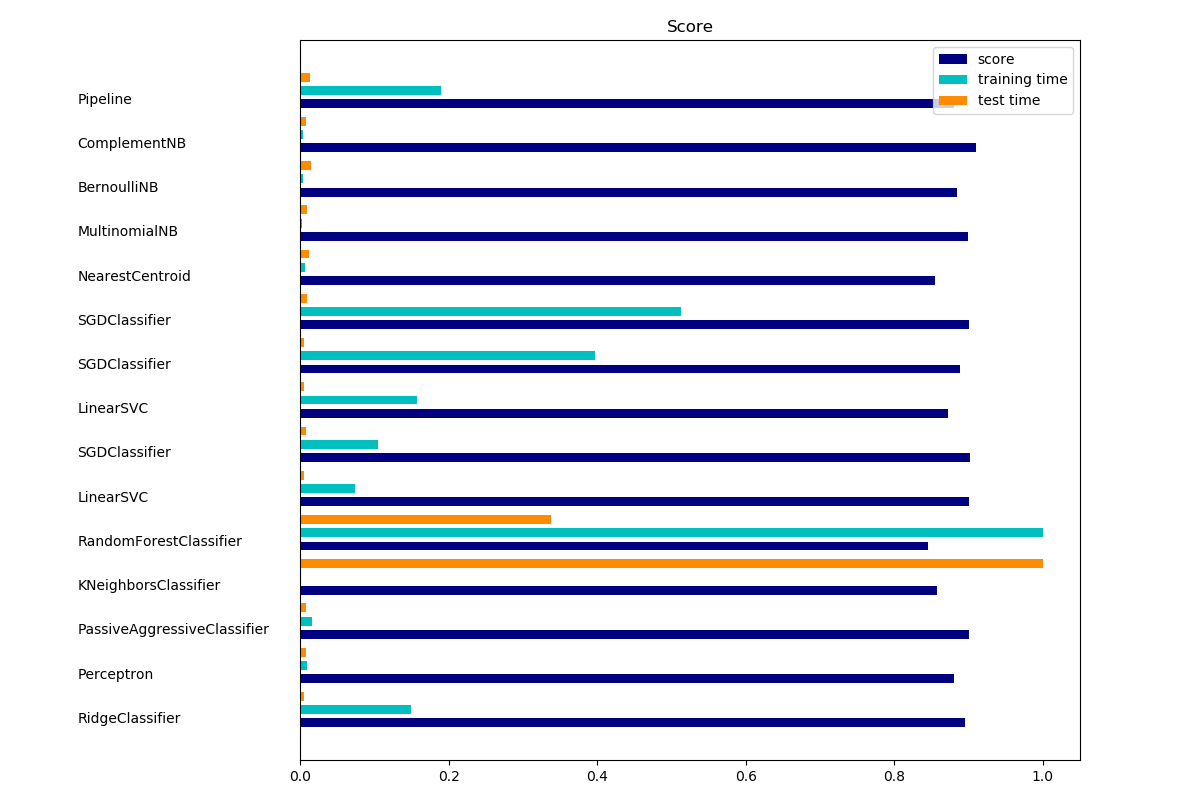 Score
score
training time
test time
Pipeline
ComplementNB
BernoulliNB
MultinomialNB
NearestCentroid
SGDClassifier
SGDClassifier
LinearSVC
SGDClassifier
LinearSVC
RandomForestClassifier
KNeighborsClassifier
PassiveAggressiveClassifier
Perceptron
RidgeClassifier
0.0 0.2 0.4 0.6 0.8 1.0